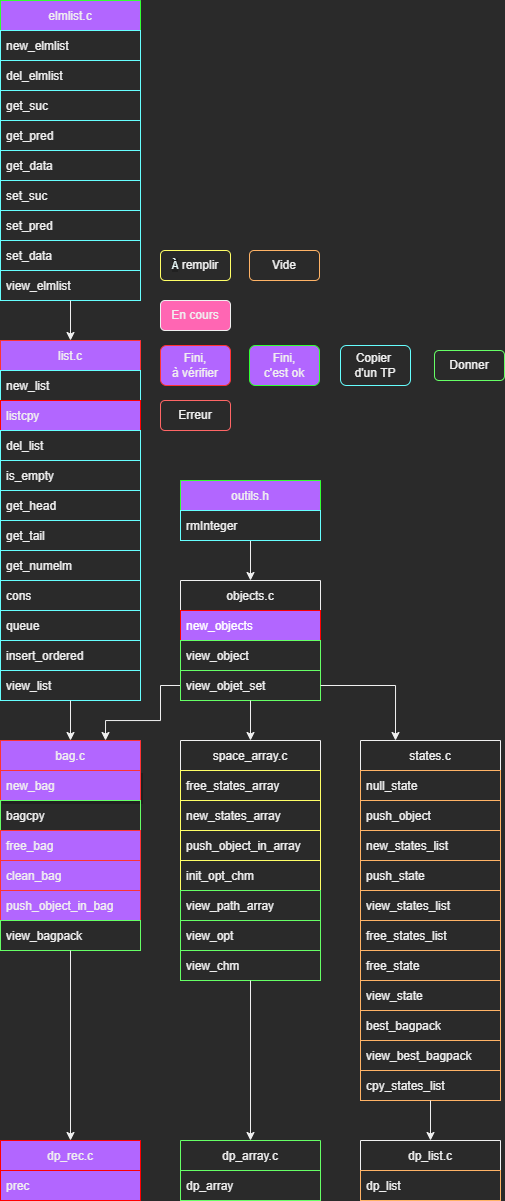 elmlist.c
new_elmlist
del_elmlist
get_suc
get_pred
get_data
set_suc
set_pred
set_data
view_elmlist
À remplir
Vide
En cours
Fini,
à vérifier
Fini,
c'est ok
Copier
d'un TP
Donner
Erreur
list.c
new_list
listcpy
del_list
is_empty
get_head
get_tail
get_numelm
cons
queue
insert_ordered
view_list
outils.h
rmInteger
objects.c
new_objects
view_object
view_objet_set
bag.c
new_bag
bagcpy
free_bag
clean_bag
push_object_in_bag
view_bagpack
space_array.c
free_states_array
new_states_array
push_object_in_array
init_opt_chm
view_path_array
view_opt
view_chm
states.c
null_state
push_object
new_states_list
push_state
view_states_list
free_states_list
free_state
view_state
best_bagpack
view_best_bagpack
cpy_states_list
dp_rec.c
prec
dp_array.c
dp_array
dp_list.c
dp_list